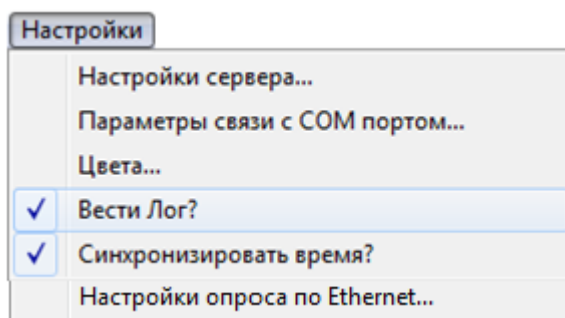 Настройки
Настройки сервера...
Параметры связи с COM портом...
Цвета...
Вести Лог?
Синхронизировать время?
Настройки опроса по Ethernet...